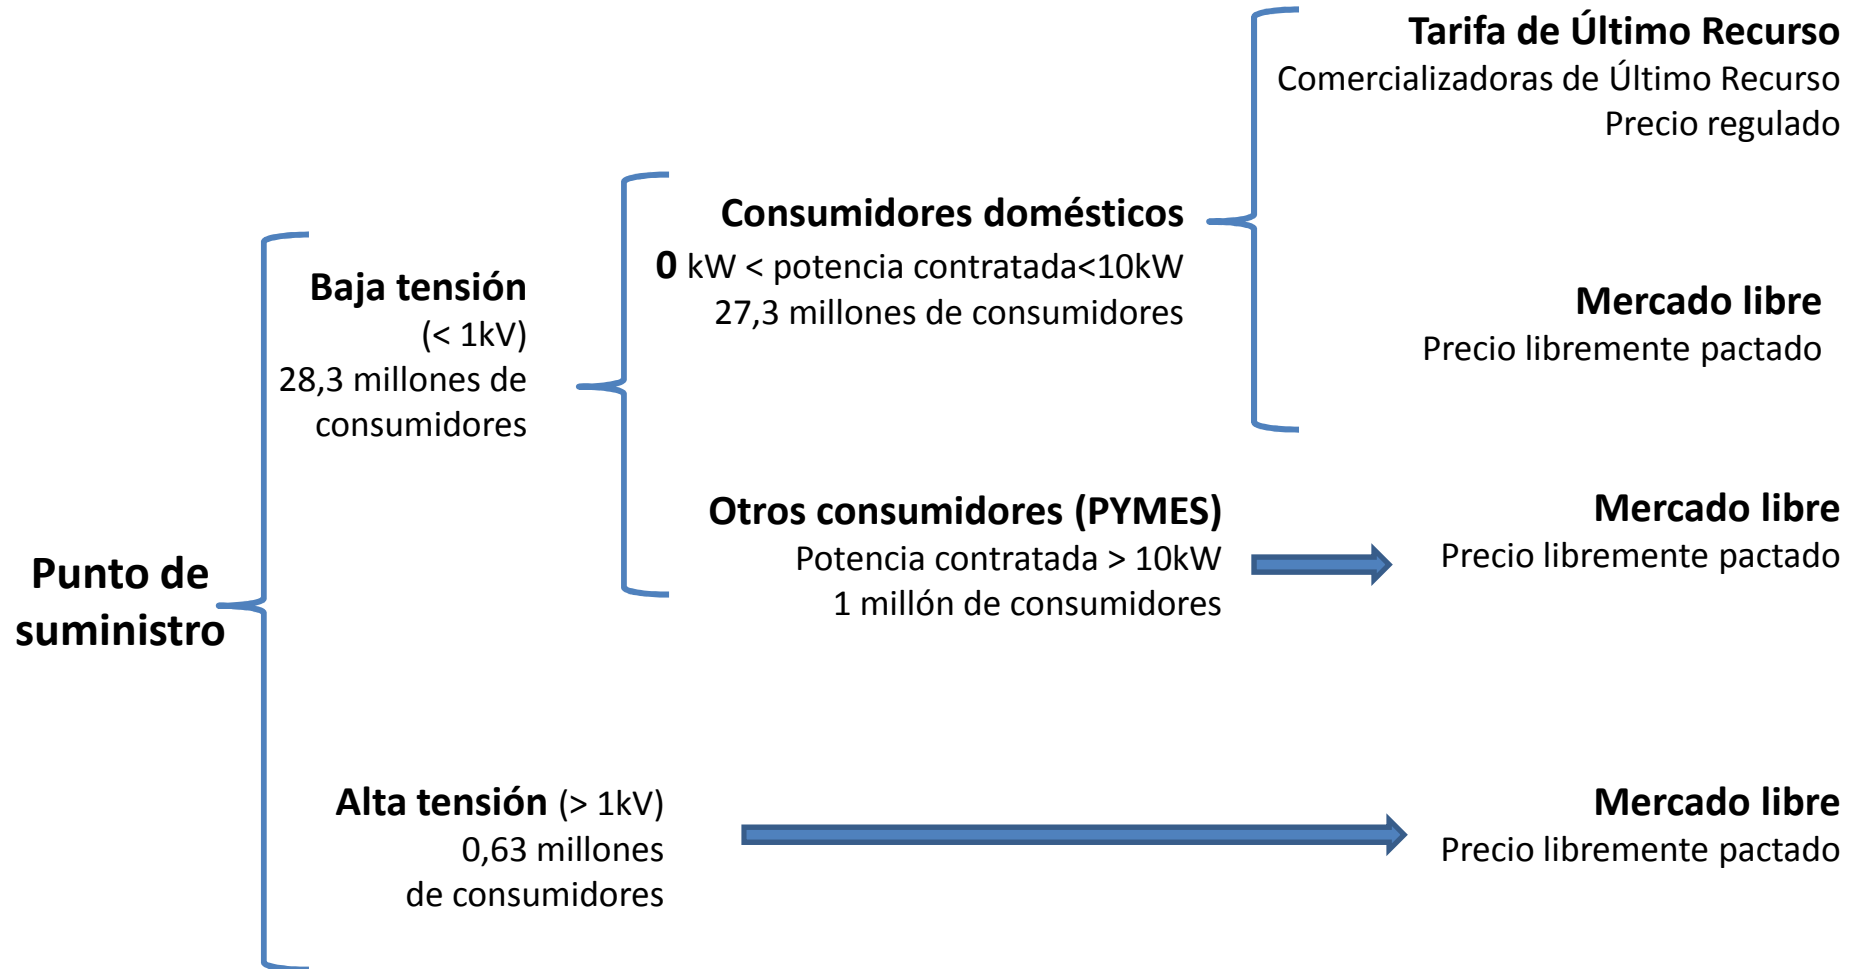 Punto de
suministro
Baja tensión
(< 1kV)
28,3 millones de
consumidores
Consumidores domésticos
0 kW < potencia contratada<10kW
27,3 millones de consumidores
Tarifa de Último Recurso
Comercializadoras de Último Recurso
Precio regulado
Mercado libre
Precio libremente pactado
Otros consumidores (PYMES)
Potencia contratada > 10kW
1 millón de consumidores
Mercado libre
Precio libremente pactado
Alta tensión (> 1kV)
0,63 millones
de consumidores
Mercado libre
Precio libremente pactado